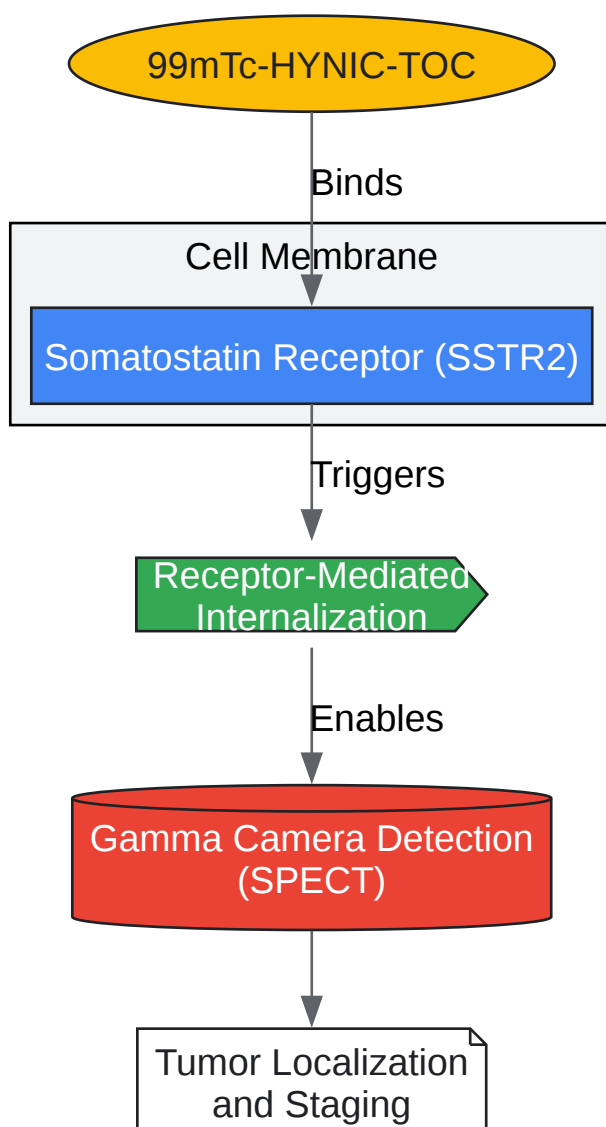 99mTc-HYNIC-TOC
Binds
Cell Membrane
Somatostatin Receptor (SSTR2)
Triggers
Receptor-Mediated
Internalization
Enables
Gamma Camera Detection
(SPECT)
Tumor Localization
and Staging